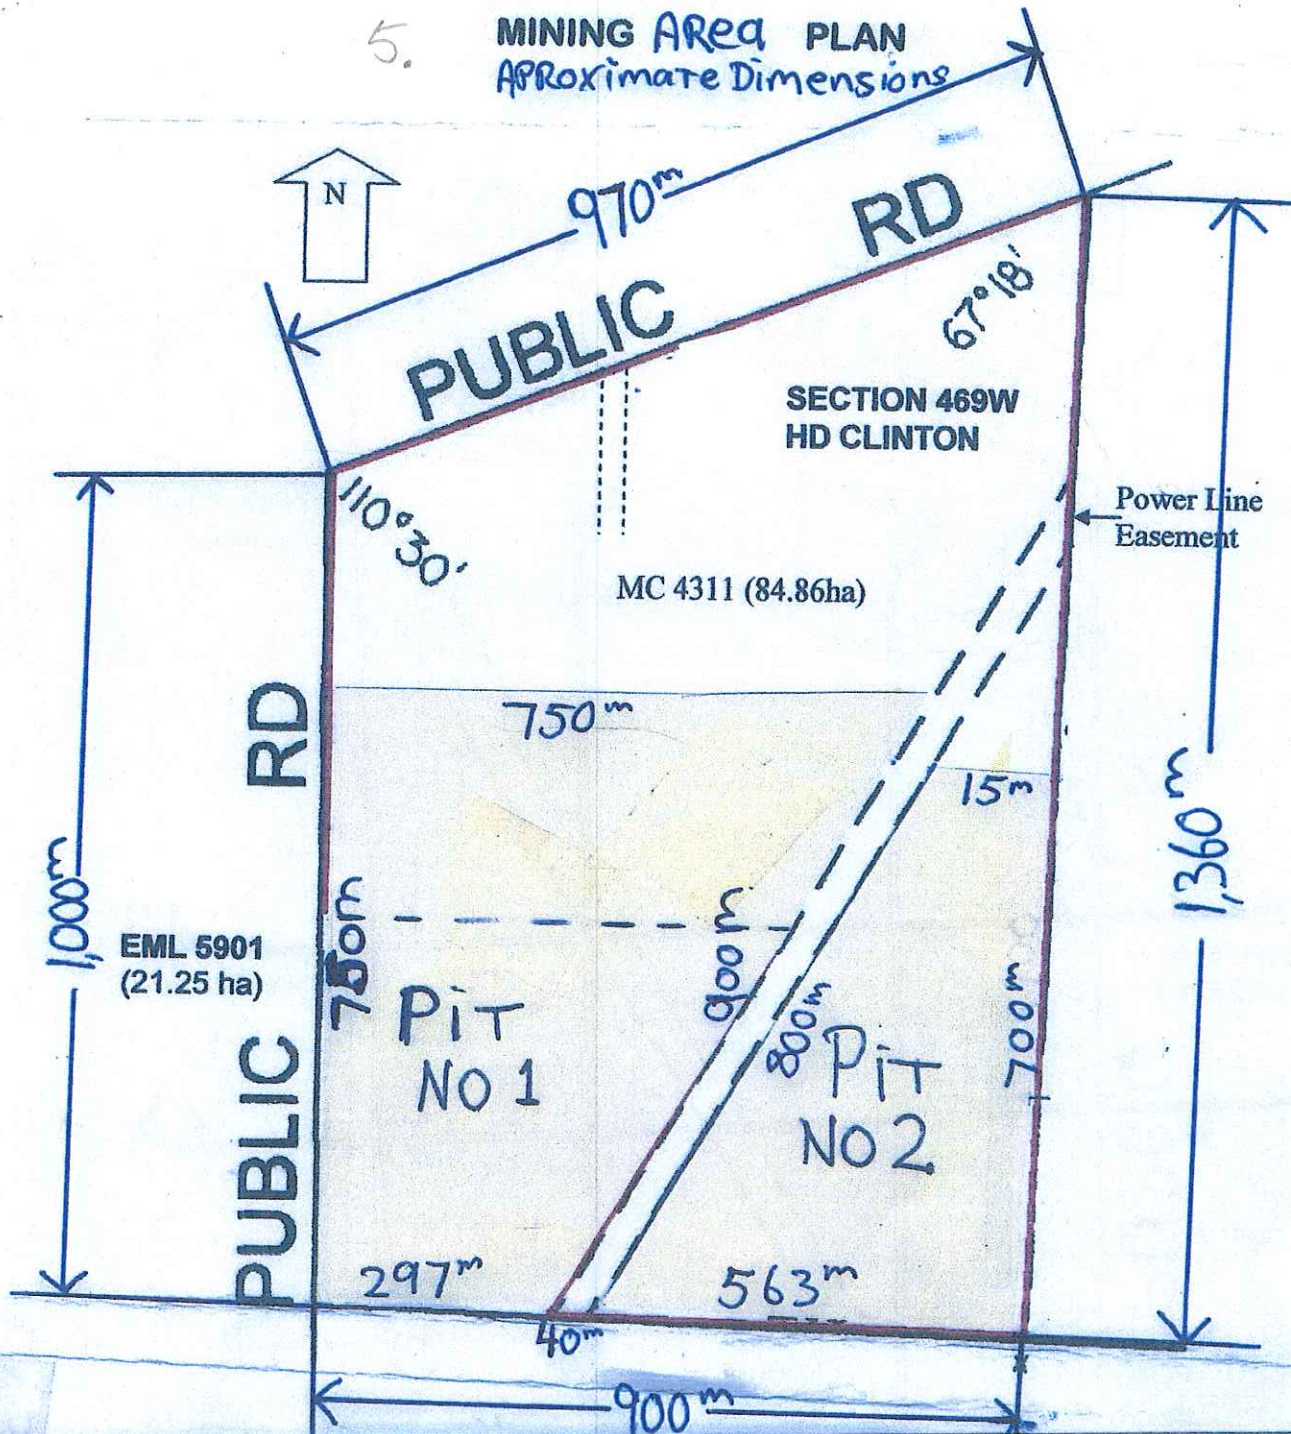 5.
MINING AReq PLAN
APROximaTe Dimensions
N
970m
PUBLIC RD
67°18'
SECTION 469W
HD CLINTON
110°30'
Power Line
Easement
MC 4311 (84.86ha)
750m
15m
PUBLIC RD
1,000m
1,360m
EML 5901
(21.25 ha)
900m
800m
700m
PiT
NO 1
PiT
NO 2
297m
563m
40m
900m